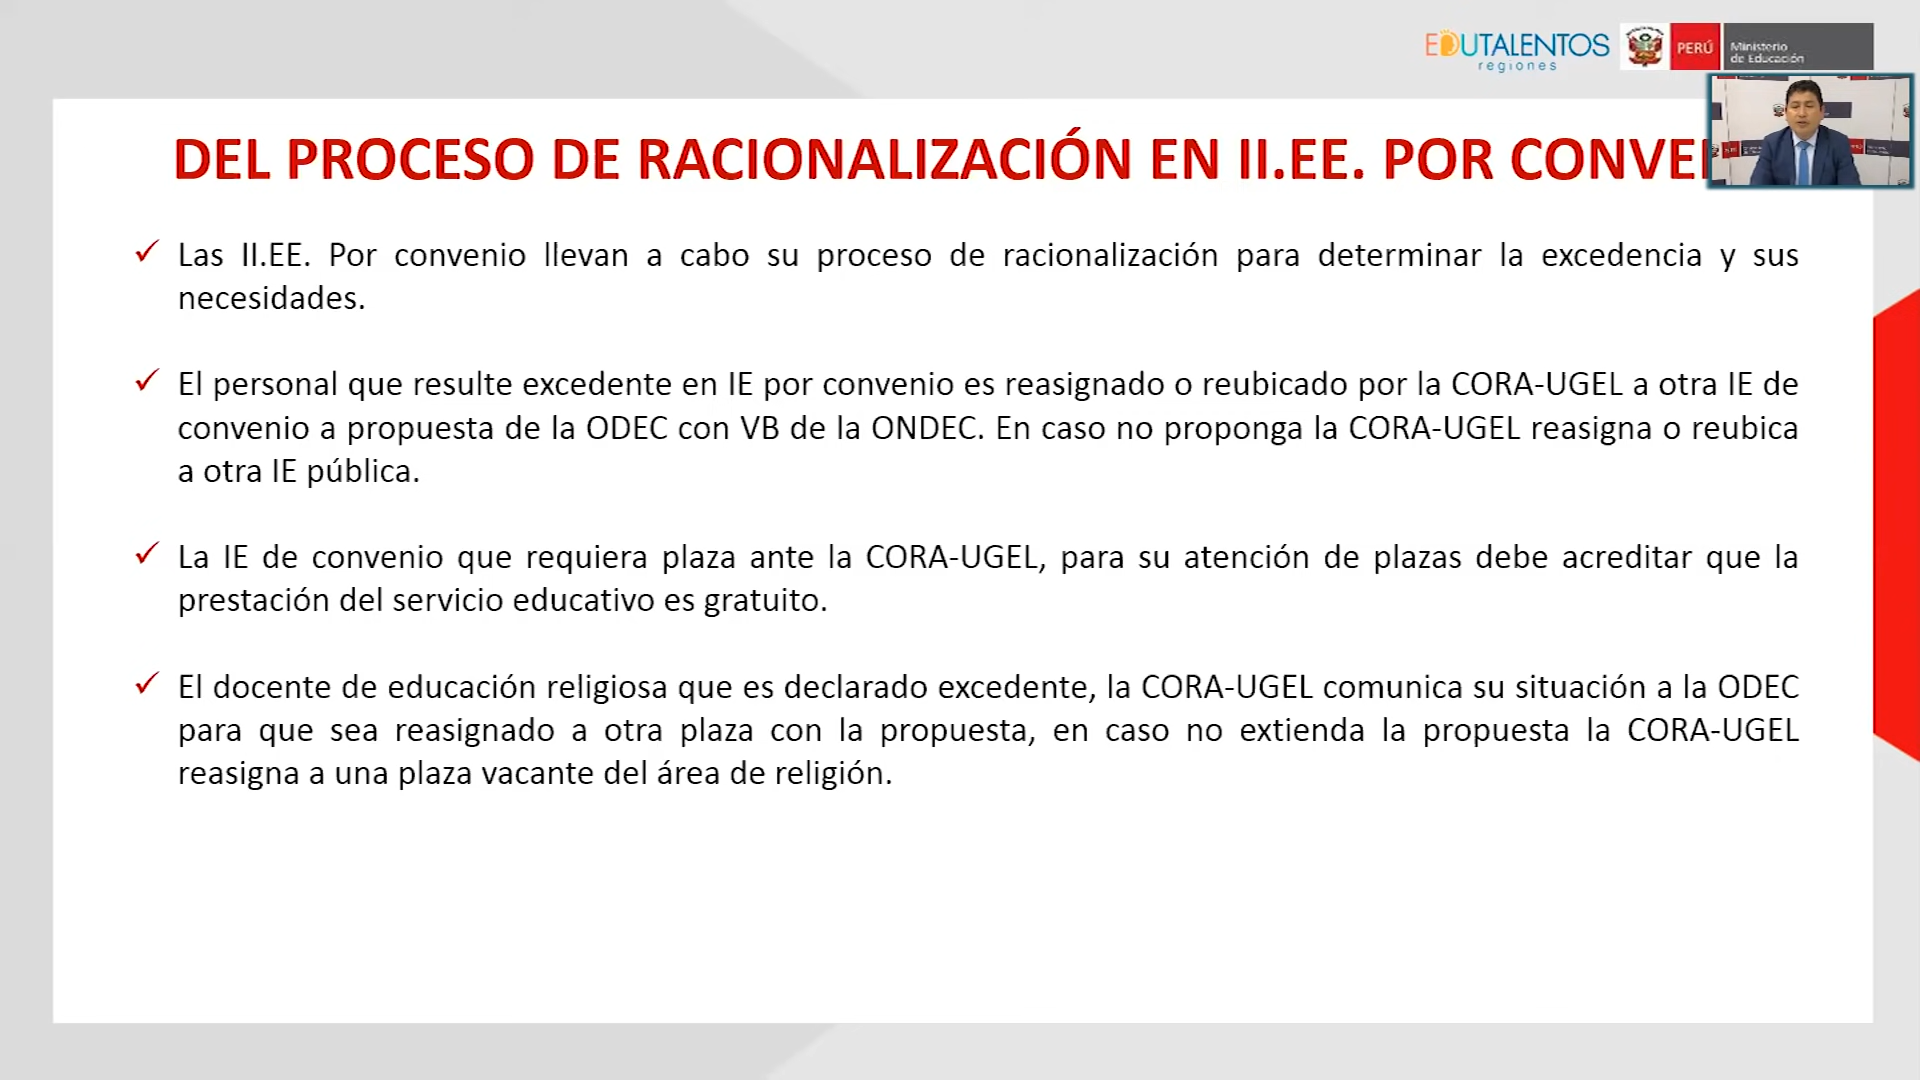 EDUTALENTOS
regiones
PERÚ
Ministerio
de Educación
DEL PROCESO DE RACIONALIZACIÓN EN II.EE. POR
✓ Las II.EE. Por convenio llevan a cabo su proceso de racionalización para determinar la excedencia y sus
necesidades.
✓ El personal que resulte excedente en IE por convenio es reasignado o reubicado por la CORA-UGEL a otra IE de
convenio a propuesta de la ODEC con VB de la ONDEC. En caso no proponga la CORA-UGEL reasigna o reubica
a otra IE pública.
✓ La IE de convenio que requiera plaza ante la CORA-UGEL, para su atención de plazas debe acreditar que la
prestación del servicio educativo es gratuito.
✓ El docente de educación religiosa que es declarado excedente, la CORA-UGEL comunica su situación a la ODEC
para que sea reasignado a otra plaza con la propuesta, en caso no extienda la propuesta la CORA-UGEL
reasigna a una plaza vacante del área de religión.